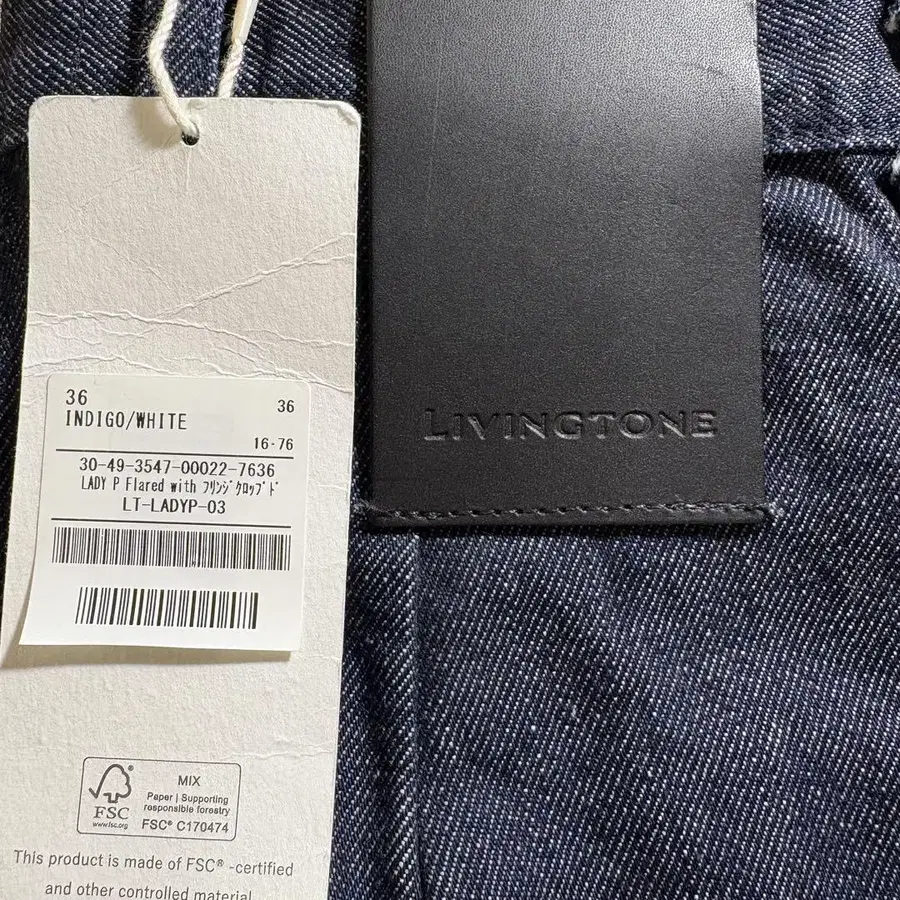 36
36
INDIGO/WHITE
16-76
30-49-3547-00022-7636
LADY P Flared with フリンジクロップド
LT-LADYP-03
FSC
www.fsc.org
MIX
Paper | Supporting
responsible forestry
FSC® C170474
This product is made of FSC® -certified
and other controlled material
LIVINGTONE